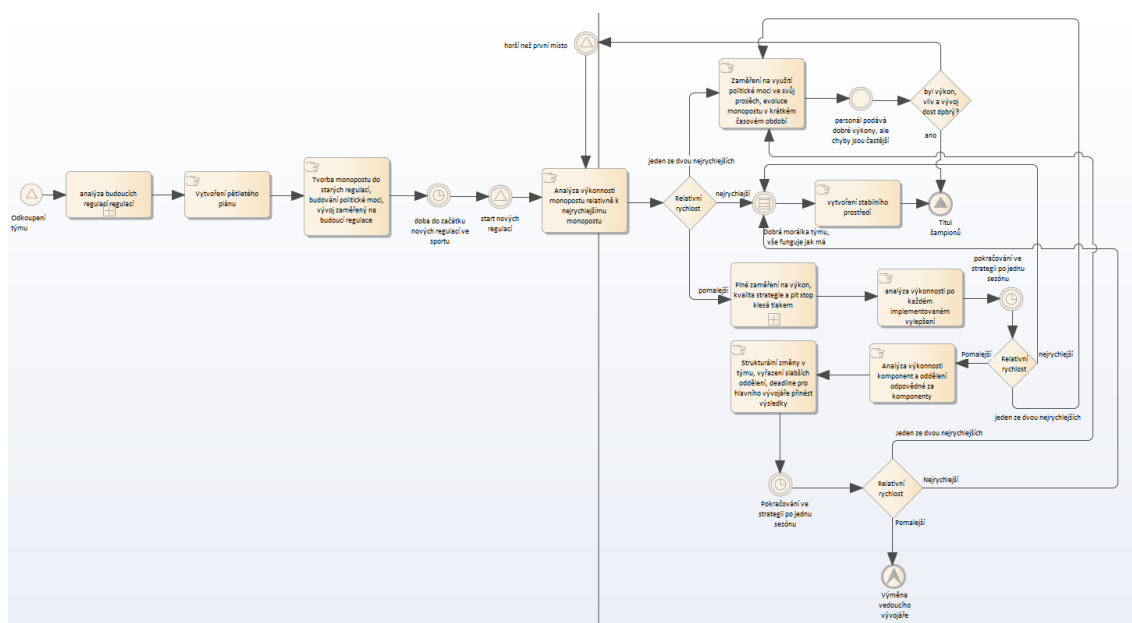 horší než první místo
Zaměření na využití
politické moci ve svůj
prosěch, evoluce
monopostu v krátkém
časovém období
personál podává
dobré výkony, ale
chyby jsou častější
byl výkon,
vliv a vývoj
dost dpbrý?
ano
jeden ze dvou nejrychlejších
Odkoupení
týmu
analýza budoucích
regulací regulací
Vytvoření pětiletého
plánu
Tvorba monopostu do
starých regulací,
budování politické moci,
vývoj zaměřený na
budoucí regulace
doba do začátku
nových regulací ve
sportu
start nových
regulací
Analýza výkonnosti
monopostu relativně k
nejrychlejšímu
monopostu
Relativní
rychlost
nejrychlejší
Dobrá morálka týmu,
vše funguje jak má
vytvoření stabilního
prostředí
Titul
šampionů
pomalejší
Plné zaměření na výkon,
kvalita strategie a pit stop
klesá tlakem
analýza výkonnosti po
každém
implementovaném
vylepšení
pokračování ve
strategii po jednu
sezónu
Relativní
rychlost
Pomalejší
nejrychlejší
jeden ze dvou nejrychlejších
Analýza výkonnosti
komponent a oddělení
odpovědné za
komponenty
Strukturální změny v
týmu, vyřazení slabších
oddělení, deadline pro
hlavního vývojáře přinést
výsledky
Pokračování ve
strategii po jednu
sezónu
Jeden ze dvou nejrychlejších
Relativní
rychlost
Nejrychlejší
Pomalejší
Výměna
vedoucího
vývojáře